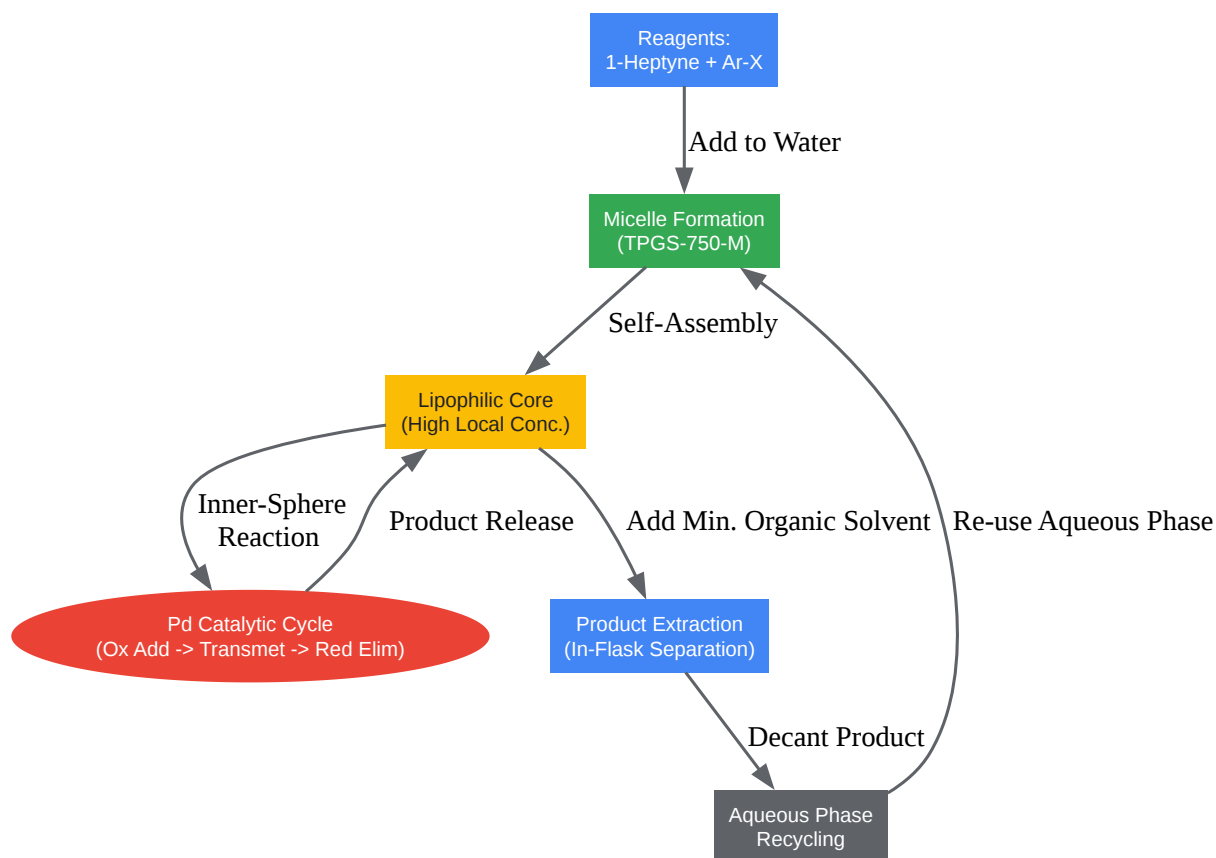 Reagents:
1-Heptyne + Ar-X
Add to Water
Micelle Formation
(TPGS-750-M)
Self-Assembly
Lipophilic Core
(High Local Conc.)
Inner-Sphere
Reaction
Product Release
Add Min. Organic Solvent
Re-use Aqueous Phase
Pd Catalytic Cycle
(Ox Add -> Transmet -> Red Elim)
Product Extraction
(In-Flask Separation)
Decant Product
Aqueous Phase
Recycling